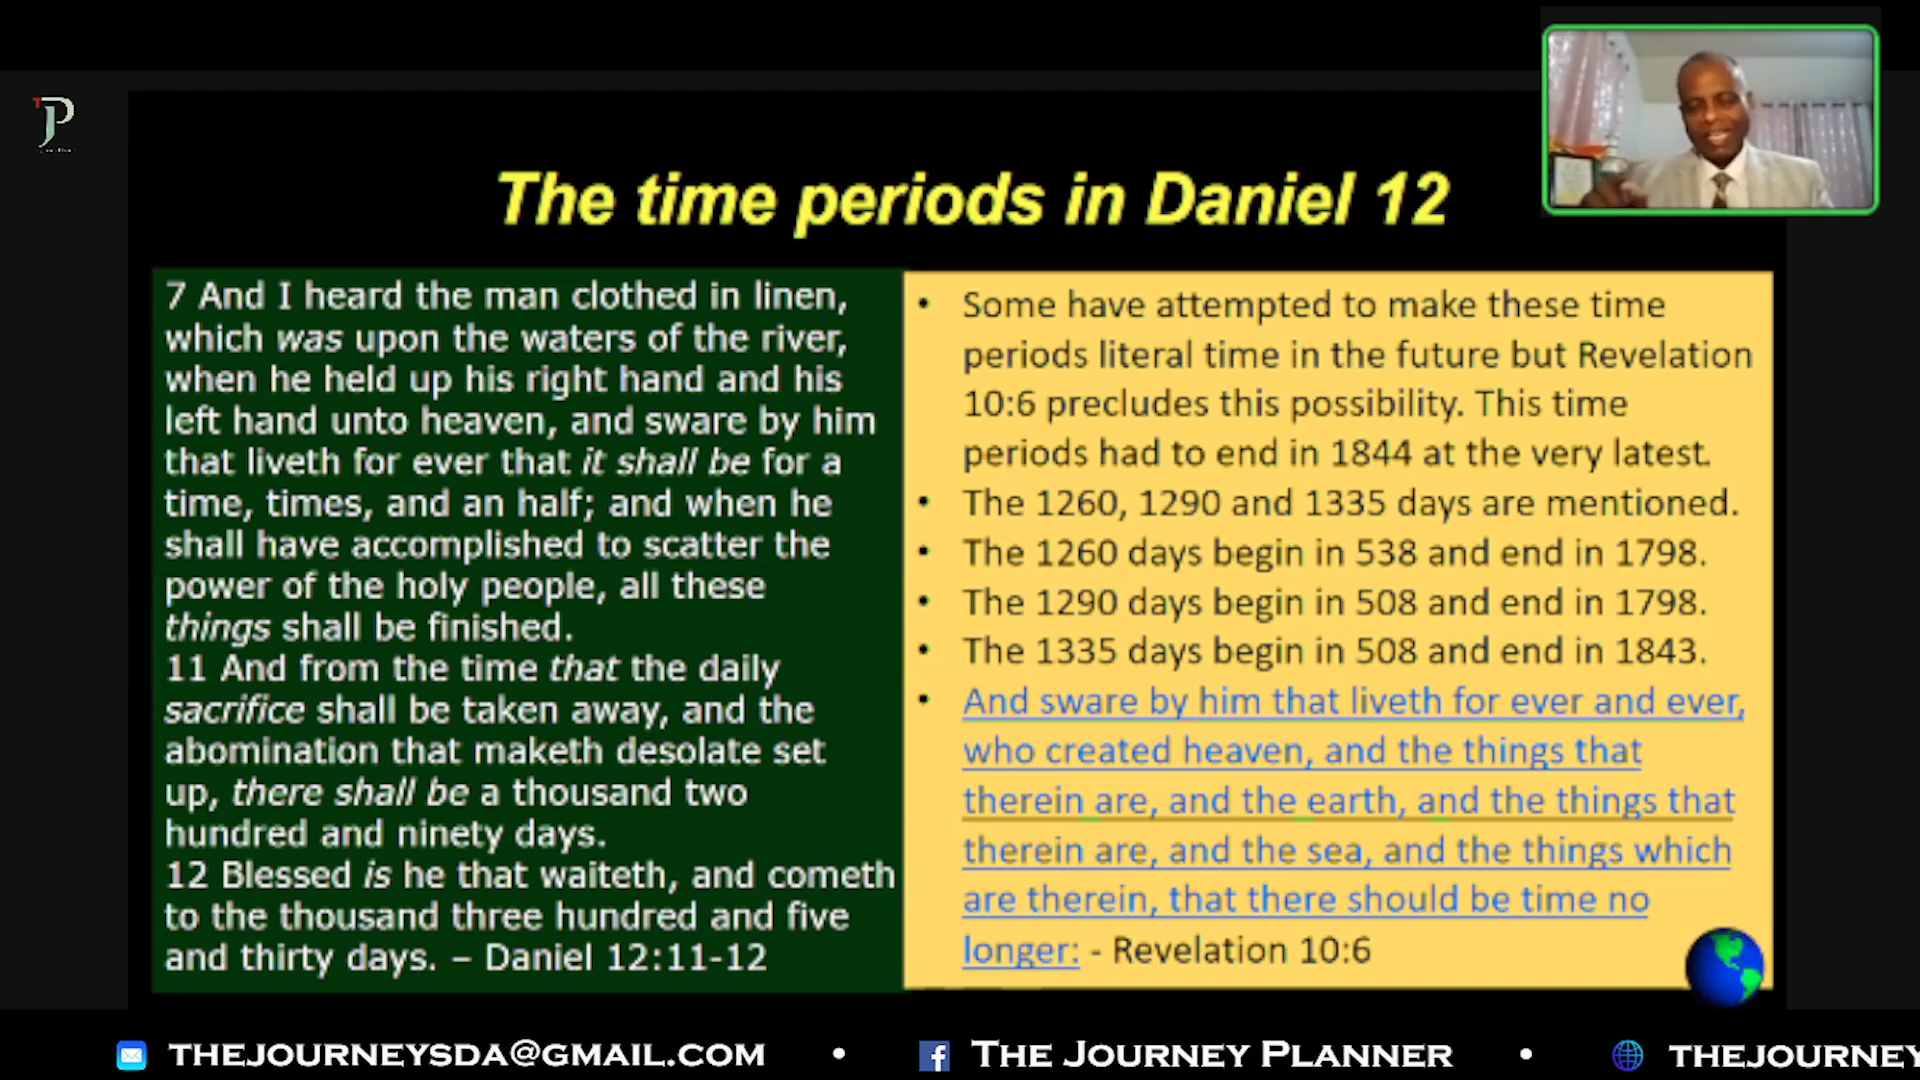 JP
The time periods in Daniel 12
7 And I heard the man clothed in linen,
which was upon the waters of the river,
when he held up his right hand and his
left hand unto heaven, and sware by him
that liveth for ever that it shall be for a
time, times, and an half; and when he
shall have accomplished to scatter the
power of the holy people, all these
things shall be finished.
11 And from the time that the daily
sacrifice shall be taken away, and the
abomination that maketh desolate set
up, there shall be a thousand two
hundred and ninety days.
12 Blessed is he that waiteth, and cometh
to the thousand three hundred and five
and thirty days. – Daniel 12:11-12
• Some have attempted to make these time
periods literal time in the future but Revelation
10:6 precludes this possibility. This time
periods had to end in 1844 at the very latest.
• The 1260, 1290 and 1335 days are mentioned.
• The 1260 days begin in 538 and end in 1798.
• The 1290 days begin in 508 and end in 1798.
• The 1335 days begin in 508 and end in 1843.
• And sware by him that liveth for ever and ever,
who created heaven, and the things that
therein are, and the earth, and the things that
therein are, and the sea, and the things which
are therein, that there should be time no
longer: - Revelation 10:6
THEJOURNEYSDA@GMAIL.COM • THE JOURNEY PLANNER • THEJOURNEY